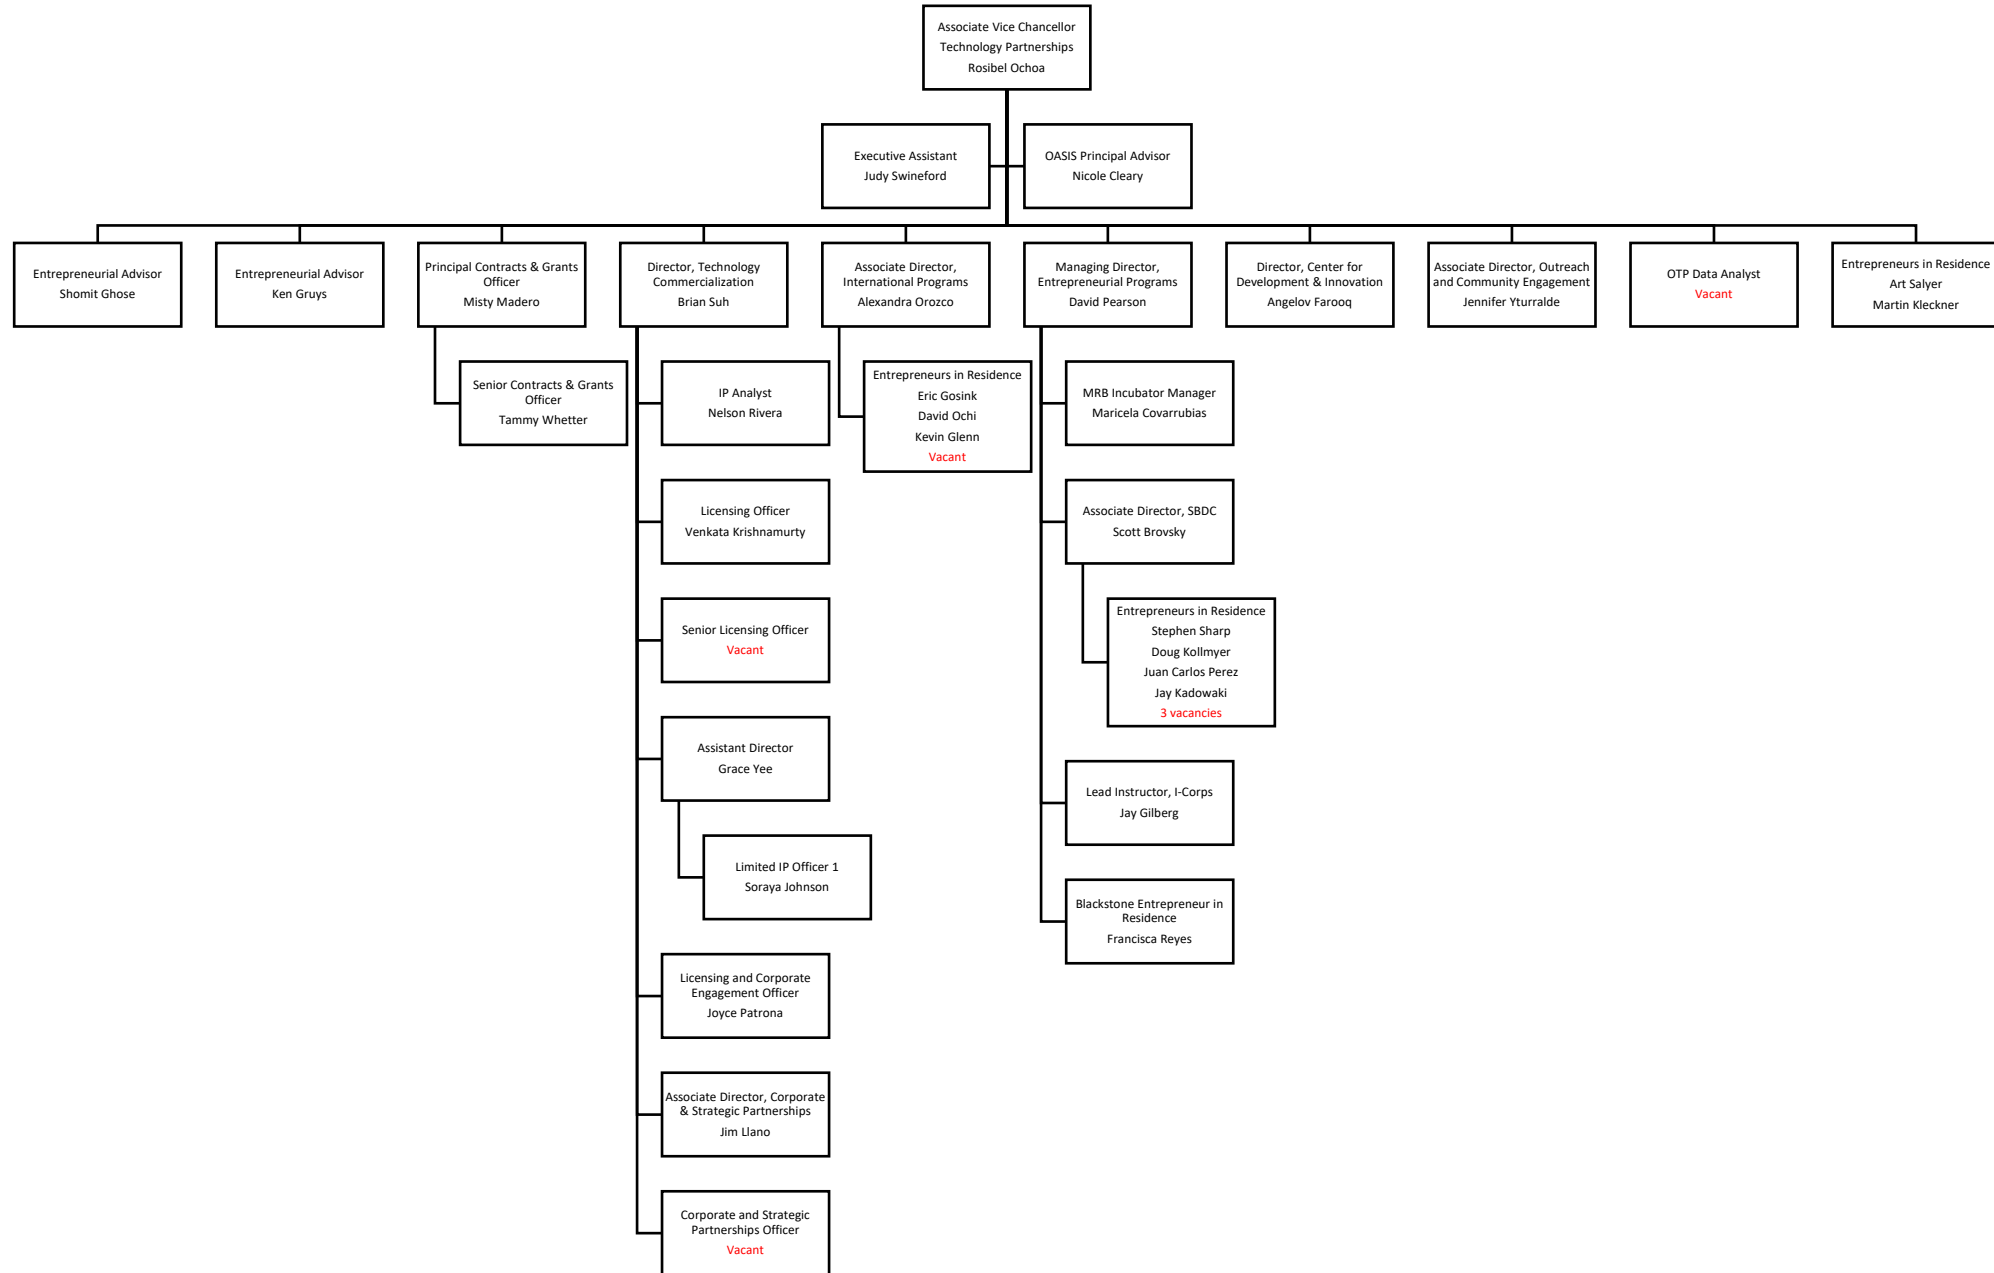 Associate Vice Chancellor
Technology Partnerships
Rosibel Ochoa
Executive Assistant
Judy Swineford
OASIS Principal Advisor
Nicole Cleary
Entrepreneurial Advisor
Shomit Ghose
Entrepreneurial Advisor
Ken Gruys
Principal Contracts & Grants
Officer
Misty Madero
Director, Technology
Commercialization
Brian Suh
Associate Director,
International Programs
Alexandra Orozco
Managing Director,
Entrepreneurial Programs
David Pearson
Director, Center for
Development & Innovation
Angelov Farooq
Associate Director, Outreach
and Community Engagement
Jennifer Yturralde
OTP Data Analyst
Vacant
Entrepreneurs in Residence
Art Salyer
Martin Kleckner
Senior Contracts & Grants
Officer
Tammy Whetter
IP Analyst
Nelson Rivera
Licensing Officer
Venkata Krishnamurty
Senior Licensing Officer
Vacant
Assistant Director
Grace Yee
Limited IP Officer 1
Soraya Johnson
Licensing and Corporate
Engagement Officer
Joyce Patrona
Associate Director, Corporate
& Strategic Partnerships
Jim Llano
Corporate and Strategic
Partnerships Officer
Vacant
Entrepreneurs in Residence
Eric Gosink
David Ochi
Kevin Glenn
Vacant
MRB Incubator Manager
Maricela Covarrubias
Associate Director, SBDC
Scott Brovsky
Entrepreneurs in Residence
Stephen Sharp
Doug Kollmyer
Juan Carlos Perez
Jay Kadowaki
3 vacancies
Lead Instructor, I-Corps
Jay Gilberg
Blackstone Entrepreneur in
Residence
Francisca Reyes